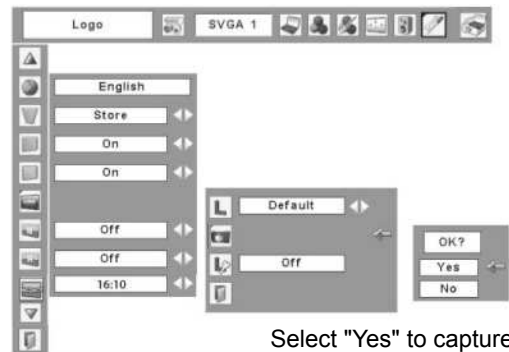 Logo
SVGA 1
English
Store
On
On
Default
OK?
Off
Yes
Off
Off
No
16:10
Select "Yes" to capture